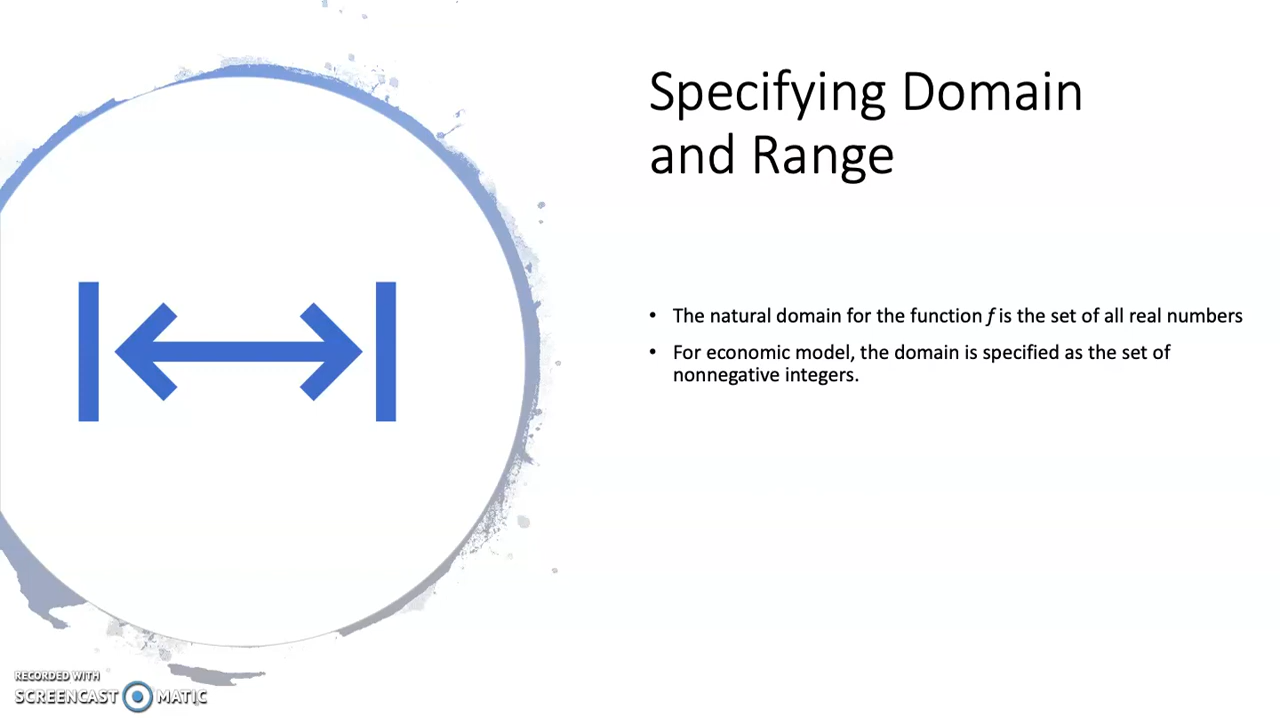 Specifying Domain
and Range
• The natural domain for the function f is the set of all real numbers
• For economic model, the domain is specified as the set of
nonnegative integers.
RECORDED WITH
SCREENCAST MATIC